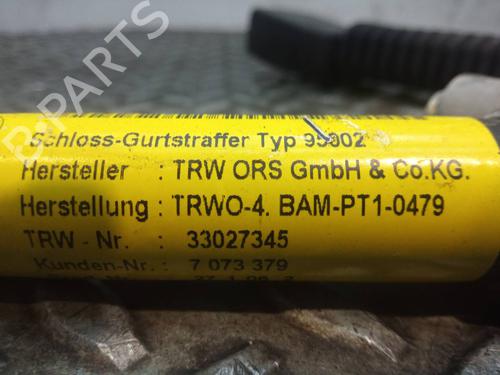 Schloss-Gurtstraffer Typ 95002
Hersteller : TRW ORS GmbH & Co.KG.
Herstellung : TRWO-4. BAM-PT1-0479
TRW - Nr. : 33027345
Kunden-Nr. : 7 073 379